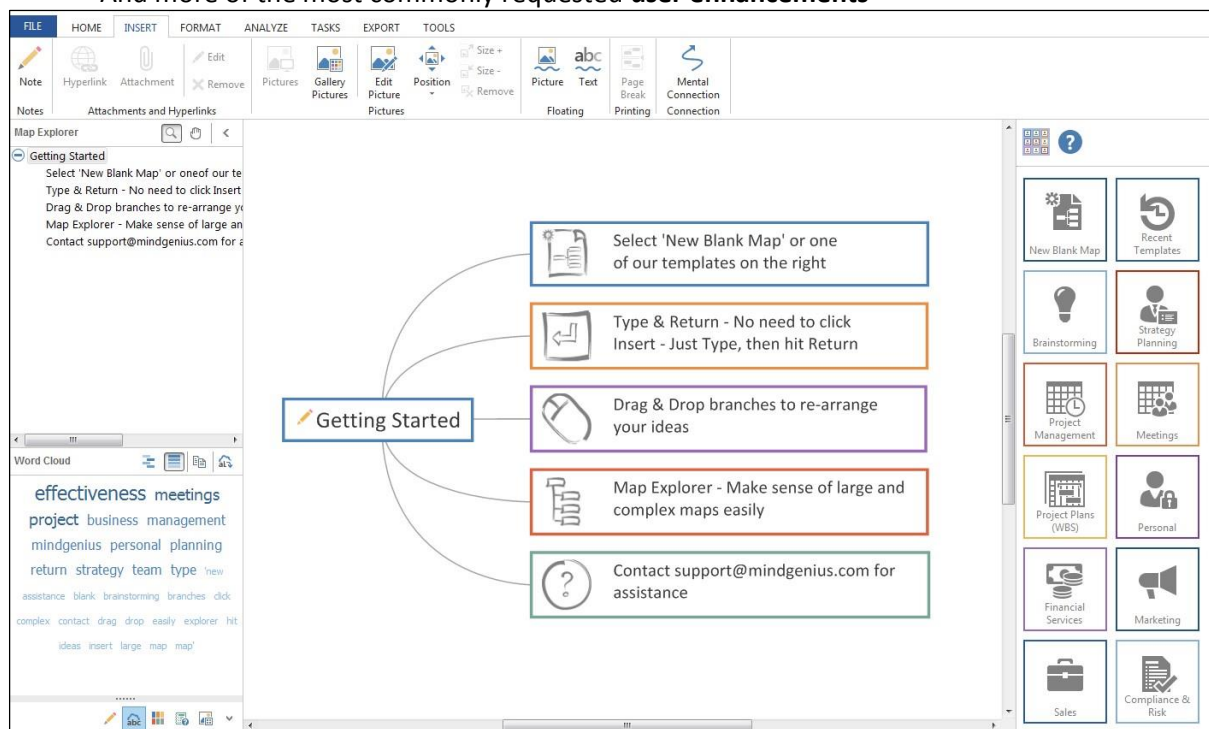 And more of the most commonly requested user enhancements
FILE HOME INSERT FORMAT ANALYZE TASKS EXPORT TOOLS
Note
Hyperlink
Attachment
Edit
Remove
Pictures
Gallery
Pictures
Edit
Picture
Position
Size +
Size -
Remove
Picture
abc
Text
Page
Break
Mental
Connection
Notes
Attachments and Hyperlinks
Pictures
Floating
Printing
Connection
Map Explorer
Getting Started
Select 'New Blank Map' or oneof our te
Type & Return - No need to click Insert
Drag & Drop branches to re-arrange yo
Map Explorer - Make sense of large an
Contact support@mindgenius.com for a
Word Cloud
effectiveness meetings
project business management
mindgenius personal planning
return strategy team type 'new
assistance blank brainstorming branches click
complex contact drag drop easily explorer hit
ideas insert large map map'
abc
Getting Started
Select 'New Blank Map' or one
of our templates on the right
Type & Return - No need to click
Insert - Just Type, then hit Return
Drag & Drop branches to re-arrange
your ideas
Map Explorer - Make sense of large and
complex maps easily
?
Contact support@mindgenius.com for
assistance
?
New Blank Map
Recent
Templates
Brainstorming
Strategy
Planning
Project
Management
Meetings
Project Plans
(WBS)
Personal
Financial
Services
Marketing
Sales
Compliance &
Risk